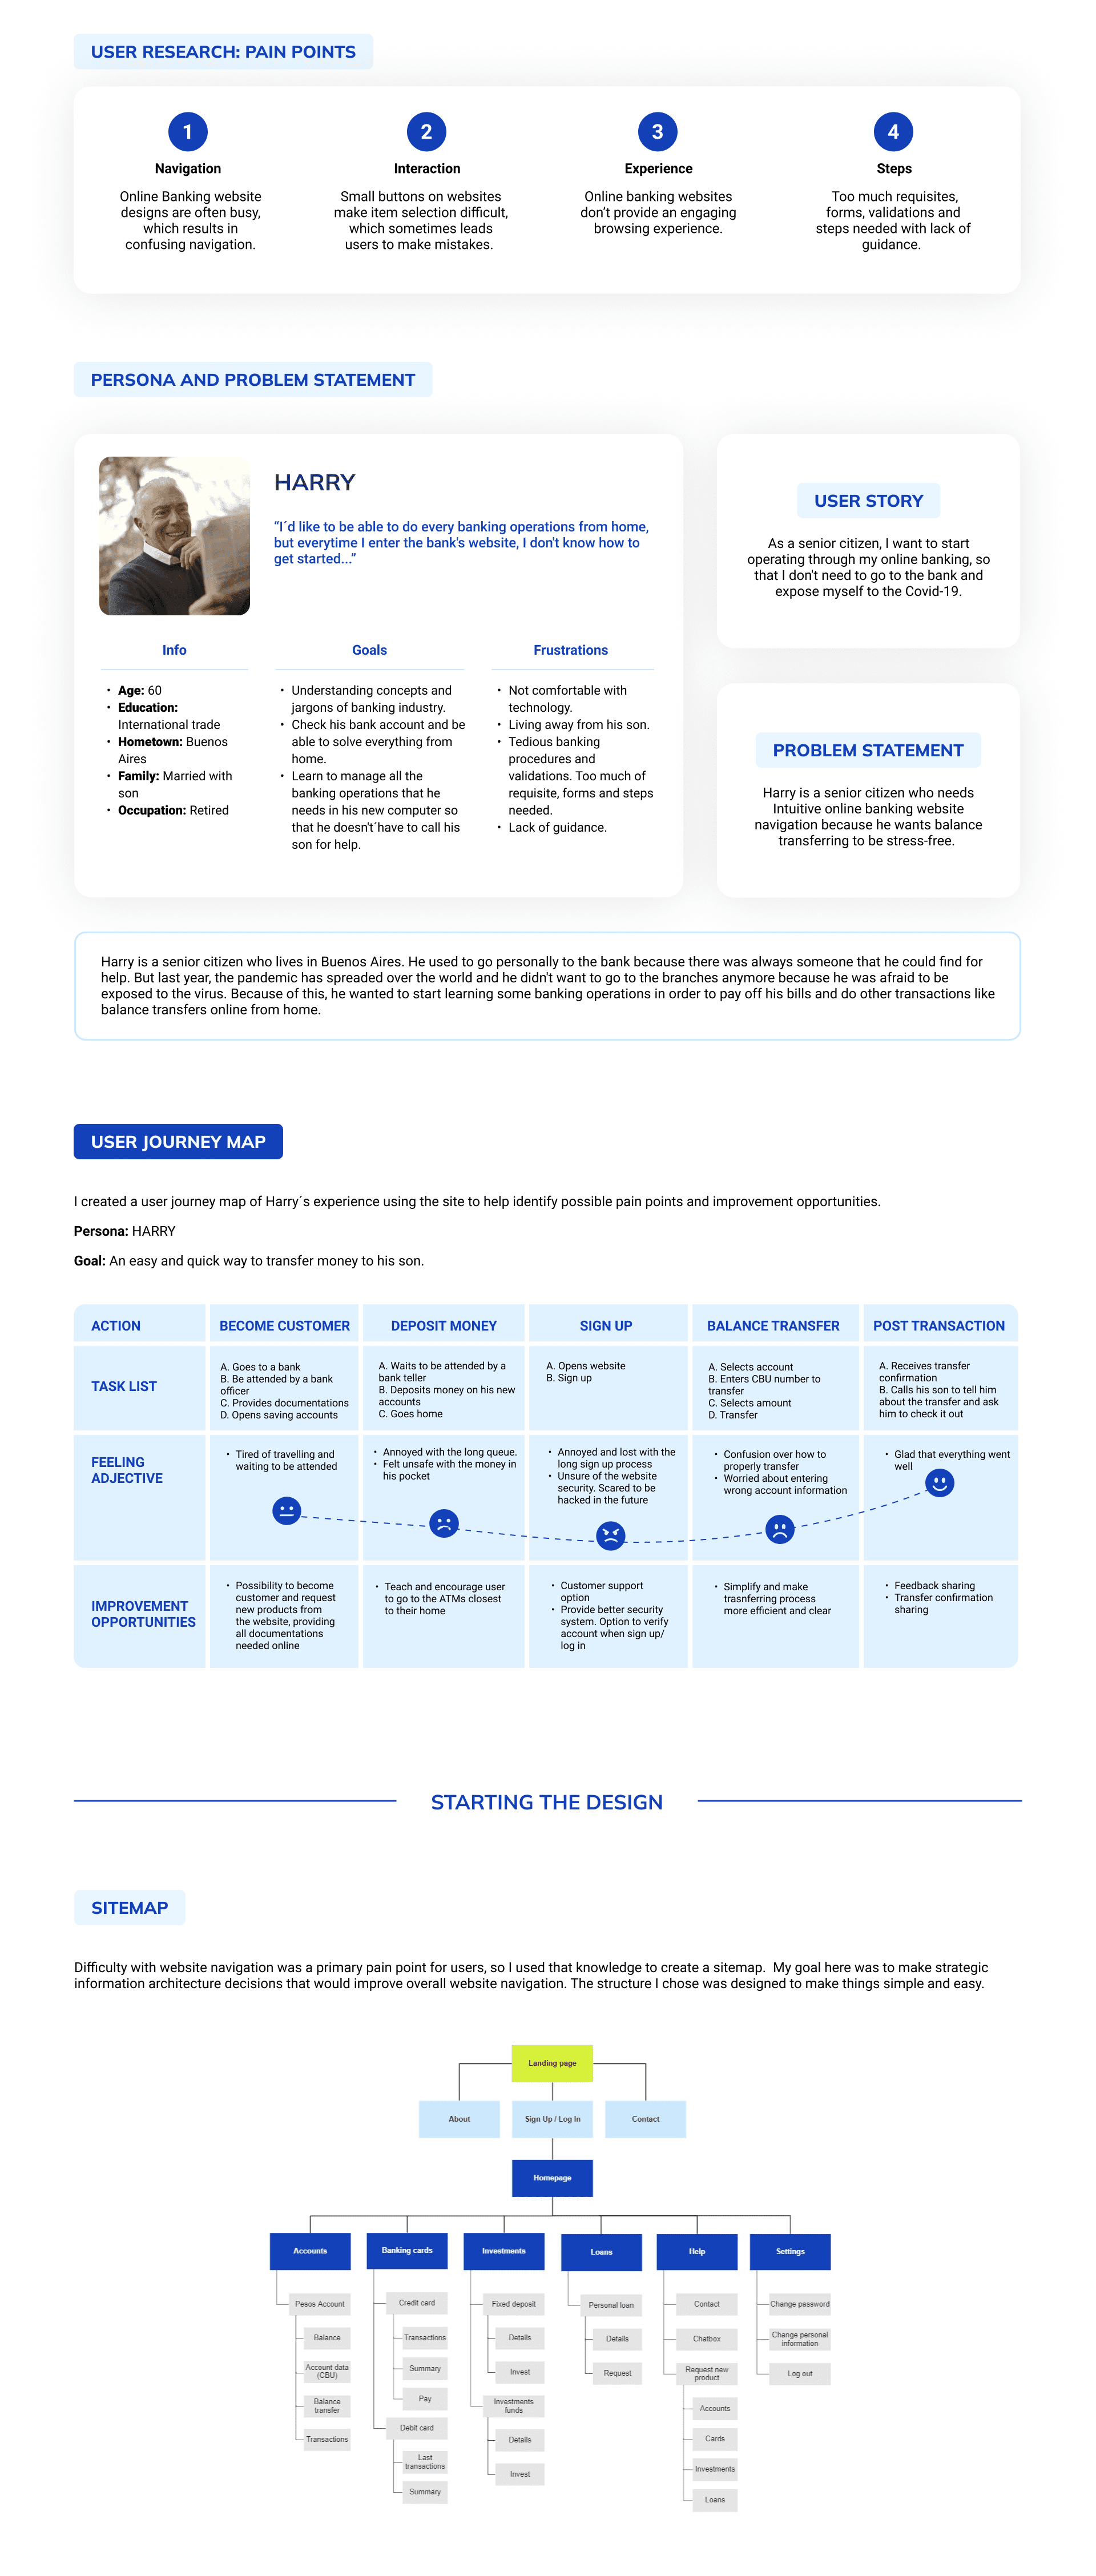 USER RESEARCH: PAIN POINTS
1
Navigation
Online Banking website
designs are often busy,
which results in
confusing navigation.
2
Interaction
Small buttons on websites
make item selection difficult,
which sometimes leads
users to make mistakes.
3
Experience
Online banking websites
don't provide an engaging
browsing experience.
4
Steps
Too much requisites,
forms, validations and
steps needed with lack of
guidance.
PERSONA AND PROBLEM STATEMENT
HARRY
“I´d like to be able to do every banking operations from home,
but everytime I enter the bank's website, I don't know how to
get started...”
Info
• Age: 60
• Education:
International trade
• Hometown: Buenos
Aires
• Family: Married with
son
• Occupation: Retired
Goals
• Understanding concepts and
jargons of banking industry.
• Check his bank account and be
able to solve everything from
home.
• Learn to manage all the
banking operations that he
needs in his new computer so
that he doesn't´have to call his
son for help.
Frustrations
• Not comfortable with
technology.
• Living away from his son.
• Tedious banking
procedures and
validations. Too much of
requisite, forms and steps
needed.
• Lack of guidance.
USER STORY
As a senior citizen, I want to start
operating through my online banking, so
that I don't need to go to the bank and
expose myself to the Covid-19.
PROBLEM STATEMENT
Harry is a senior citizen who needs
Intuitive online banking website
navigation because he wants balance
transferring to be stress-free.
Harry is a senior citizen who lives in Buenos Aires. He used to go personally to the bank because there was always someone that he could find for
help. But last year, the pandemic has spreaded over the world and he didn't want to go to the branches anymore because he was afraid to be
exposed to the virus. Because of this, he wanted to start learning some banking operations in order to pay off his bills and do other transactions like
balance transfers online from home.
USER JOURNEY MAP
I created a user journey map of Harry´s experience using the site to help identify possible pain points and improvement opportunities.
Persona: HARRY
Goal: An easy and quick way to transfer money to his son.
ACTION
BECOME CUSTOMER
DEPOSIT MONEY
SIGN UP
BALANCE TRANSFER
POST TRANSACTION
TASK LIST
A. Goes to a bank
B. Be attended by a bank
officer
C. Provides documentations
D. Opens saving accounts
A. Waits to be attended by a
bank teller
B. Deposits money on his new
accounts
C. Goes home
A. Opens website
B. Sign up
A. Selects account
B. Enters CBU number to
transfer
C. Selects amount
D. Transfer
A. Receives transfer
confirmation
B. Calls his son to tell him
about the transfer and ask
him to check it out
FEELING
ADJECTIVE
• Tired of travelling and
waiting to be attended
• Annoyed with the long queue.
• Felt unsafe with the money in
his pocket
• Annoyed and lost with the
long sign up process
• Unsure of the website
security. Scared to be
hacked in the future
• Confusion over how to
properly transfer
• Worried about entering
wrong account information
• Glad that everything went
well
IMPROVEMENT
OPPORTUNITIES
• Possibility to become
customer and request
new products from
the website, providing
all documentations
needed online
• Teach and encourage user
to go to the ATMs closest
to their home
• Customer support
option
• Provide better security
system. Option to verify
account when sign up/
log in
• Simplify and make
trasnferring process
more efficient and clear
• Feedback sharing
• Transfer confirmation
sharing
STARTING THE DESIGN
SITEMAP
Difficulty with website navigation was a primary pain point for users, so I used that knowledge to create a sitemap.  My goal here was to make strategic
information architecture decisions that would improve overall website navigation. The structure I chose was designed to make things simple and easy.
Landing page
About
Sign Up / Log In
Contact
Homepage
Accounts
Banking cards
Investments
Loans
Help
Settings
Pesos Account
Balance
Account data
(CBU)
Balance
transfer
Transactions
Credit card
Transactions
Summary
Pay
Debit card
Last
transactions
Summary
Fixed deposit
Details
Invest
Investments
funds
Details
Invest
Personal loan
Details
Request
Contact
Chatbox
Request new
product
Accounts
Cards
Investments
Loans
Change password
Change personal
information
Log out